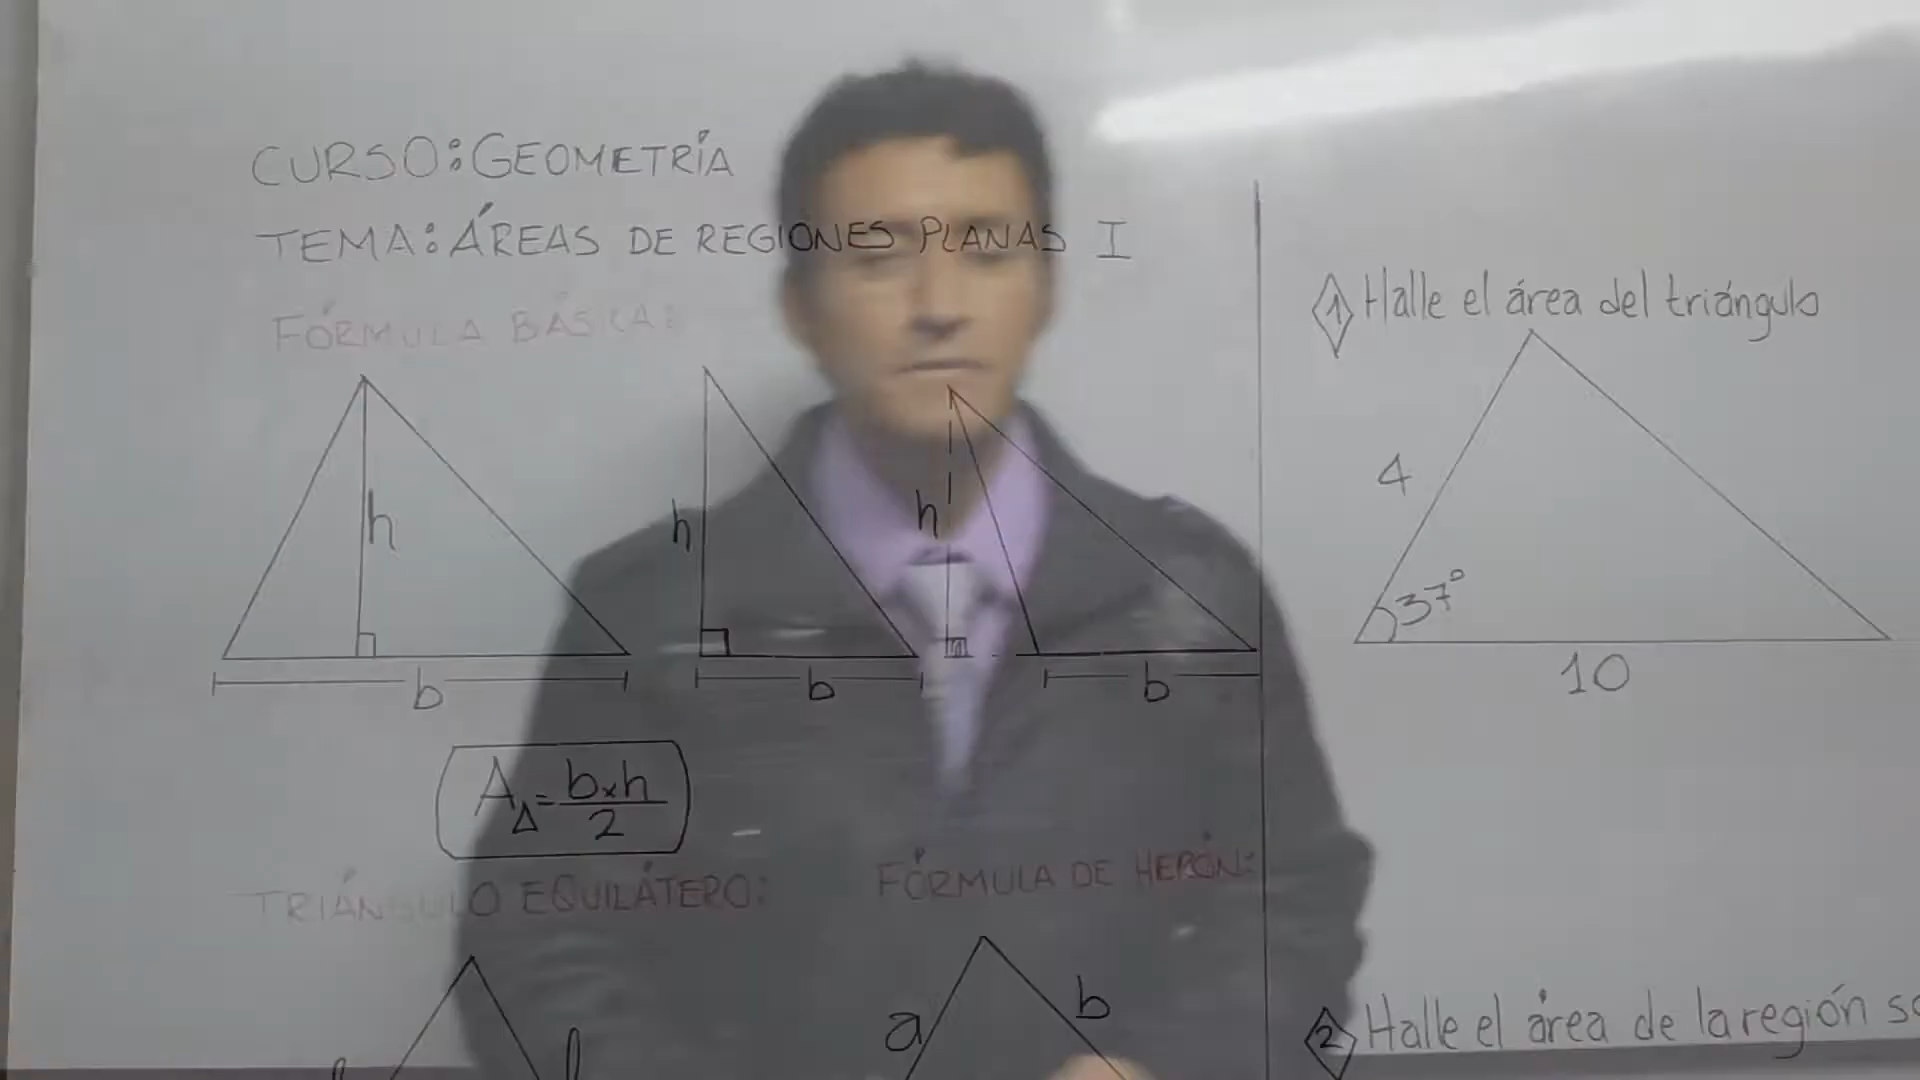 CURSO: GEOMETRÍA
TEMA: ÁREAS DE REGIONES PLANAS I
FÓRMULA BÁSICA:
h
b
h
b
h
b
A△ = b×h
2
TRIÁNGULO EQUILÁTERO:
l
l
FÓRMULA DE HERÓN:
a
b
1 Halle el área del triángulo
4
37°
10
2 Halle el área de la región